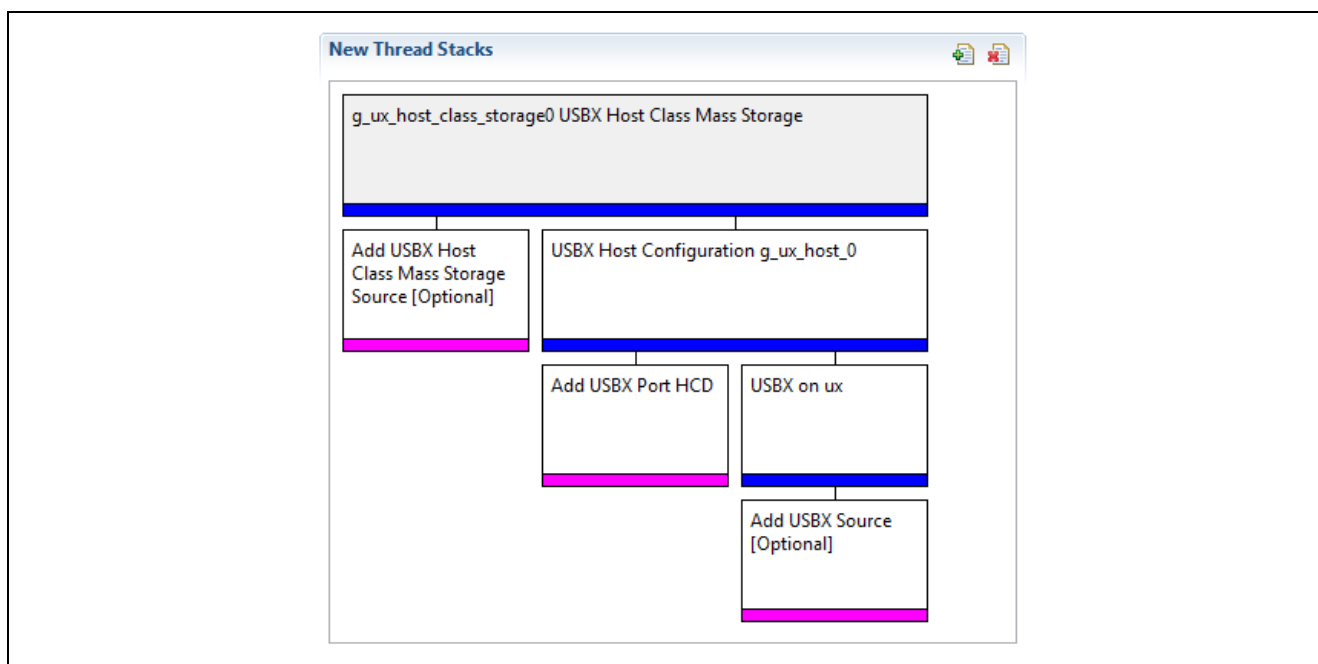 New Thread Stacks
g_ux_host_class_storage0 USBX Host Class Mass Storage
Add USBX Host
Class Mass Storage
Source [Optional]
USBX Host Configuration g_ux_host_0
Add USBX Port HCD
USBX on ux
Add USBX Source
[Optional]